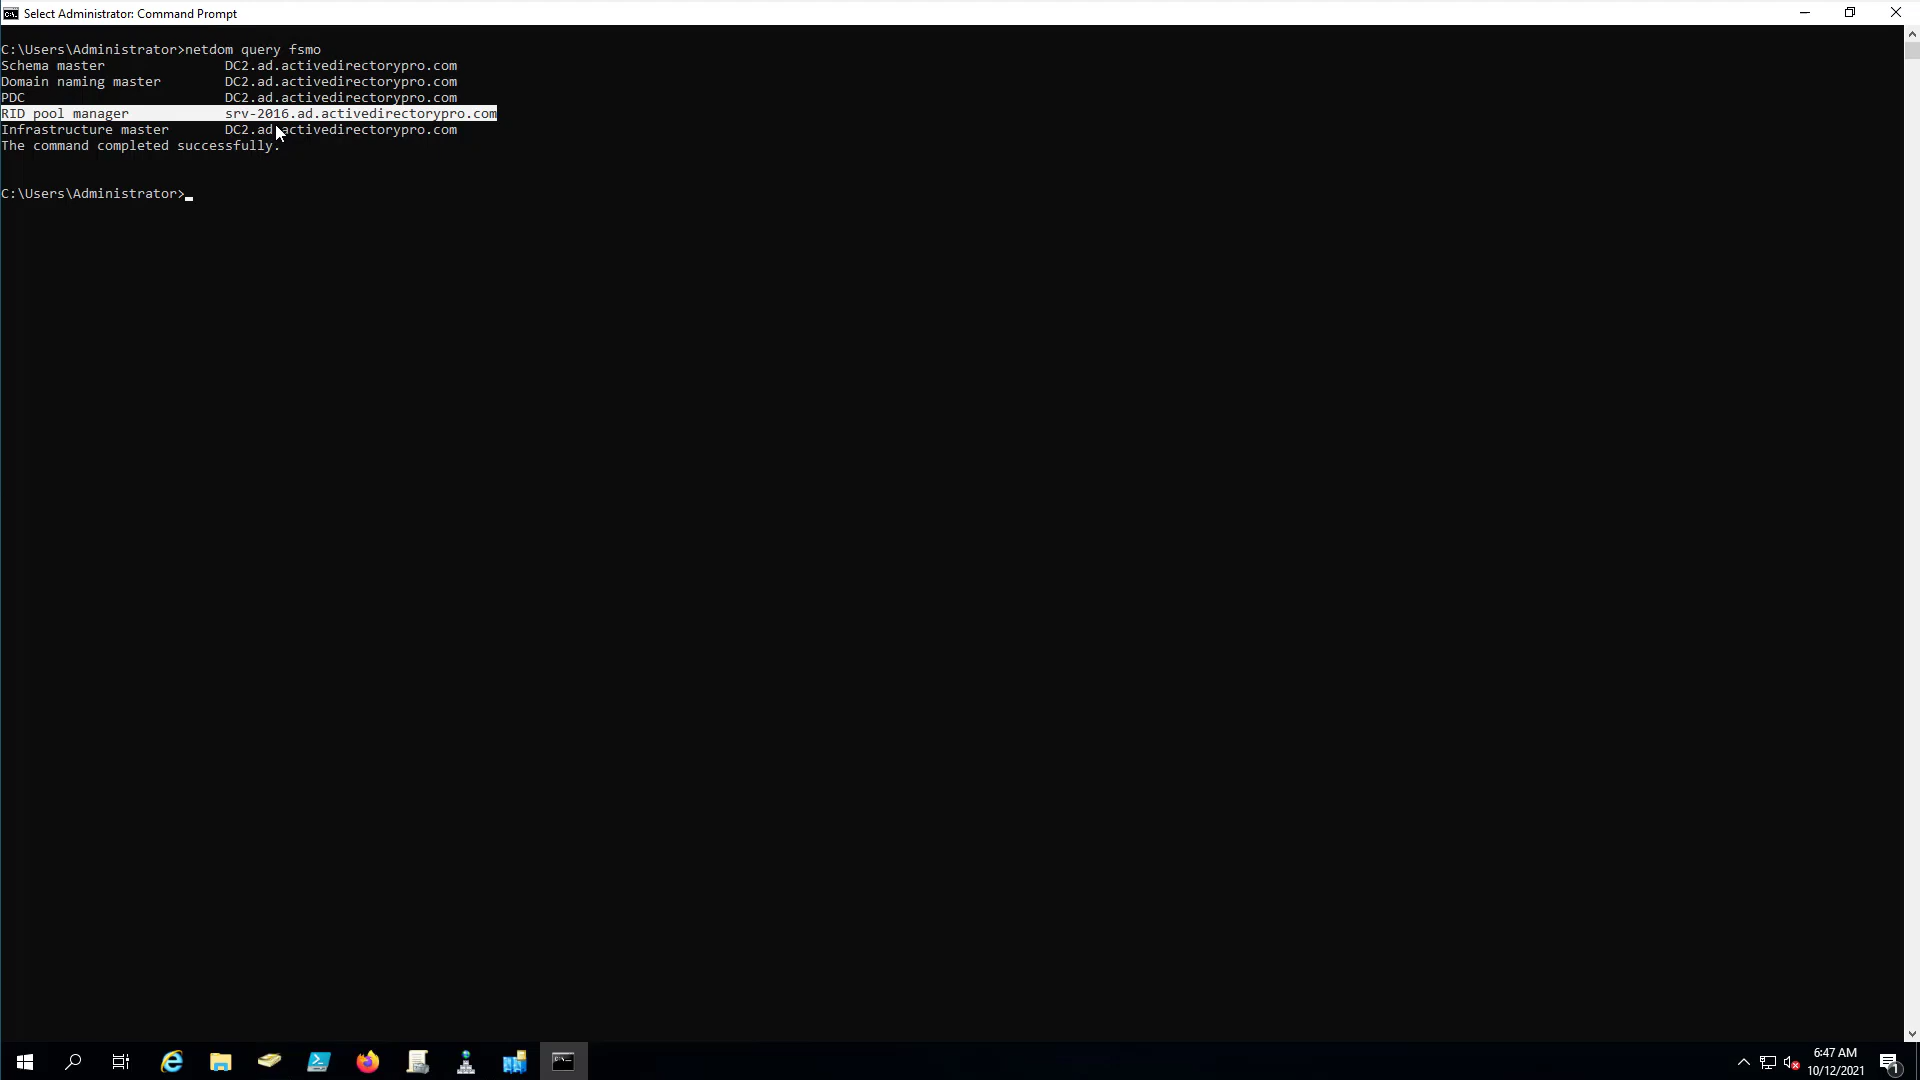 Select Administrator: Command Prompt
C:\Users\Administrator>netdom query fsmo
Schema master               DC2.ad.activedirectorypro.com
Domain naming master        DC2.ad.activedirectorypro.com
PDC                         DC2.ad.activedirectorypro.com
RID pool manager            srv-2016.ad.activedirectorypro.com
Infrastructure master       DC2.ad.activedirectorypro.com
The command completed successfully.
C:\Users\Administrator>
6:47 AM
10/12/2021
1